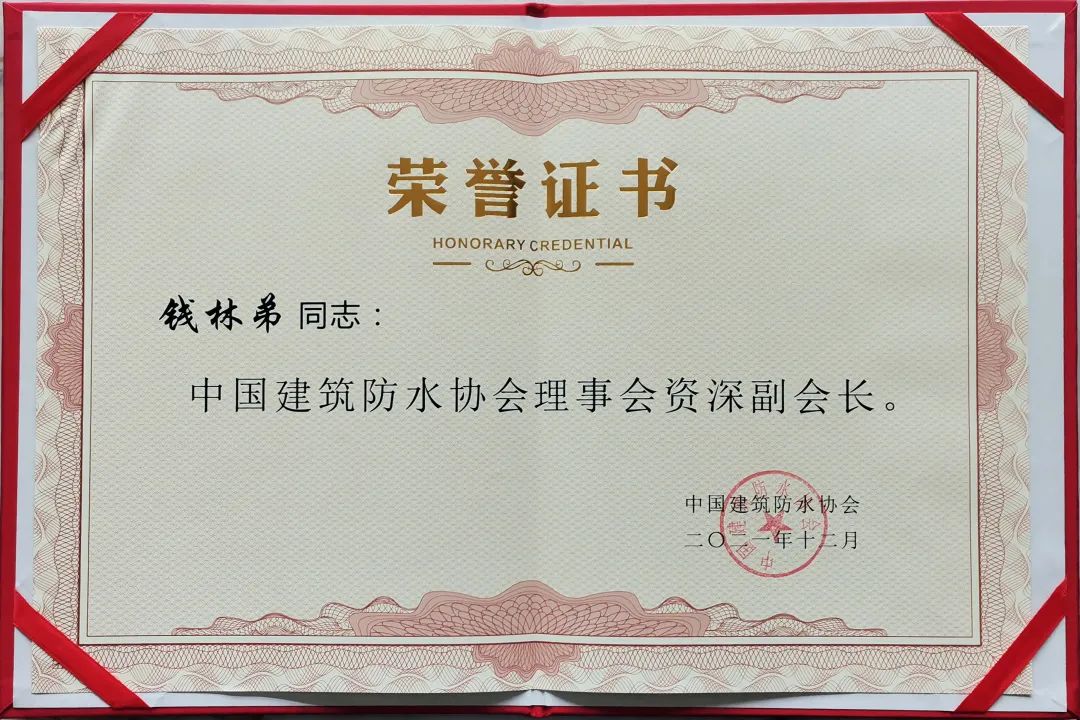 荣誉证书
HONORARY CREDENTIAL
钱林弟 同志：
中国建筑防水协会理事会资深副会长。
中国建筑防水协会
二〇二一年十二月